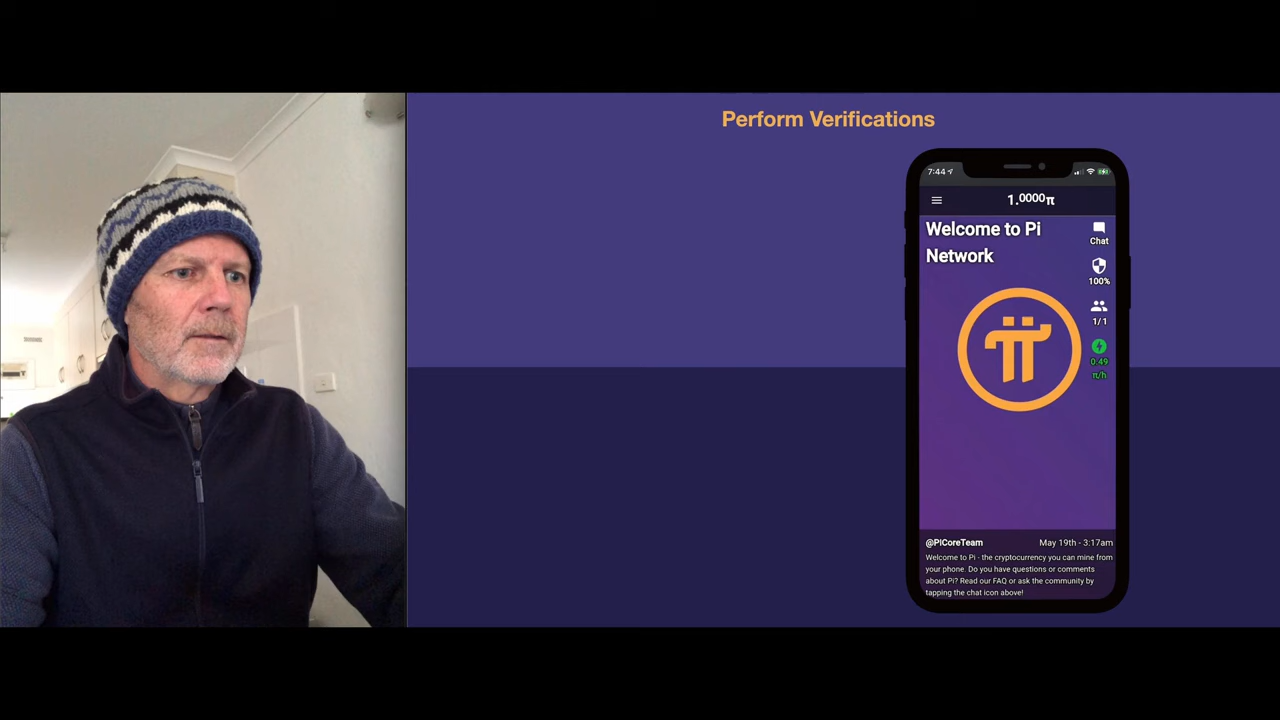 Perform Verifications
7:44
1.0000π
Welcome to Pi
Network
Chat
100%
1/1
0.49
π/h
@PiCoreTeam
May 19th - 3:17am
Welcome to Pi - the cryptocurrency you can mine from
your phone. Do you have questions or comments
about Pi? Read our FAQ or ask the community by
tapping the chat icon above!